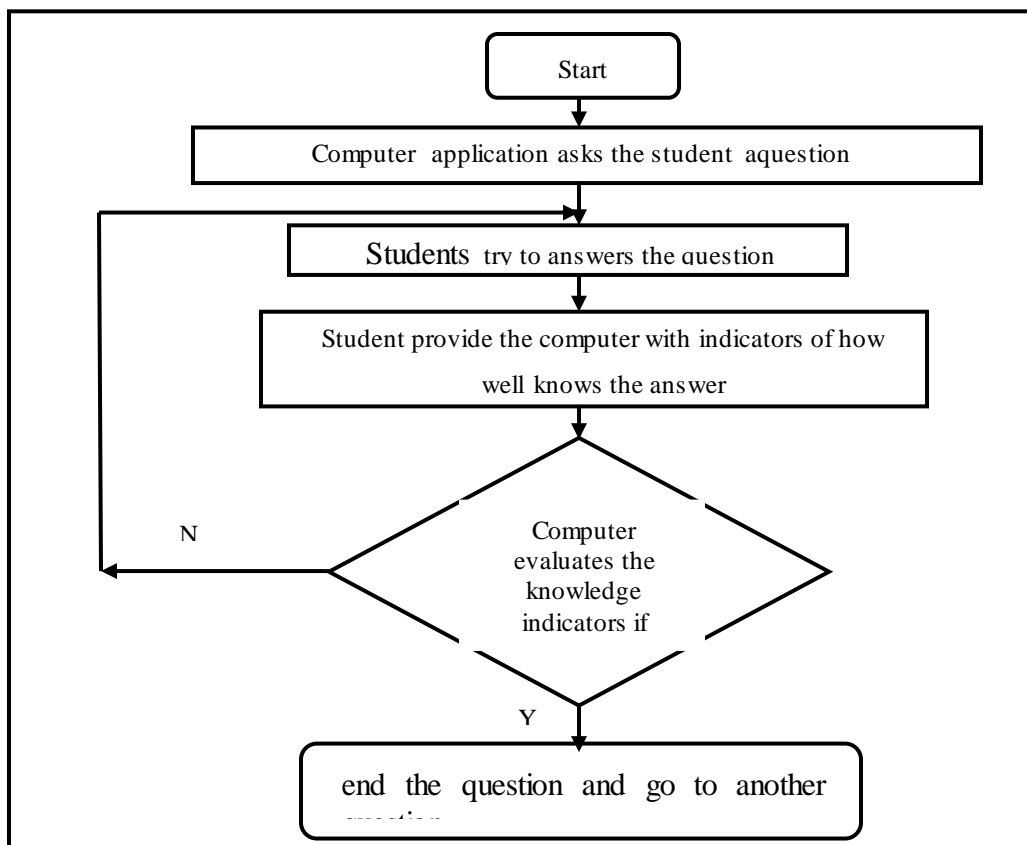 Start
Computer application asks the student aquestion
Students try to answers the question
Student provide the computer with indicators of how
well knows the answer
Computer
evaluates the
knowledge
indicators if
N
Y
end the question and go to another